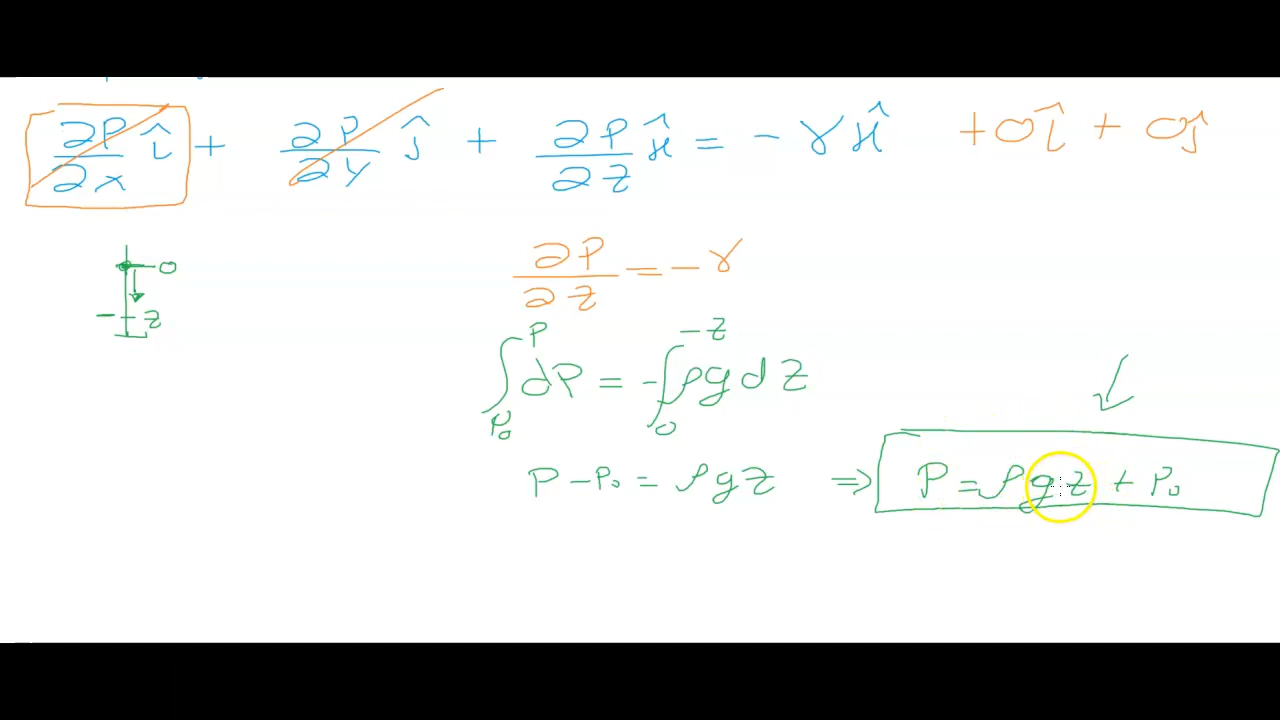 ∂P/∂x î + ∂P/∂y ĵ + ∂P/∂z k̂ = - γ k̂ + 0î + 0ĵ
0
- z
∂P/∂z = - γ
∫_{P₀}^{P} dP = - ∫_{0}^{-z} ρg dz
P - P₀ = ρgz ⇒ P = ρgz + P₀